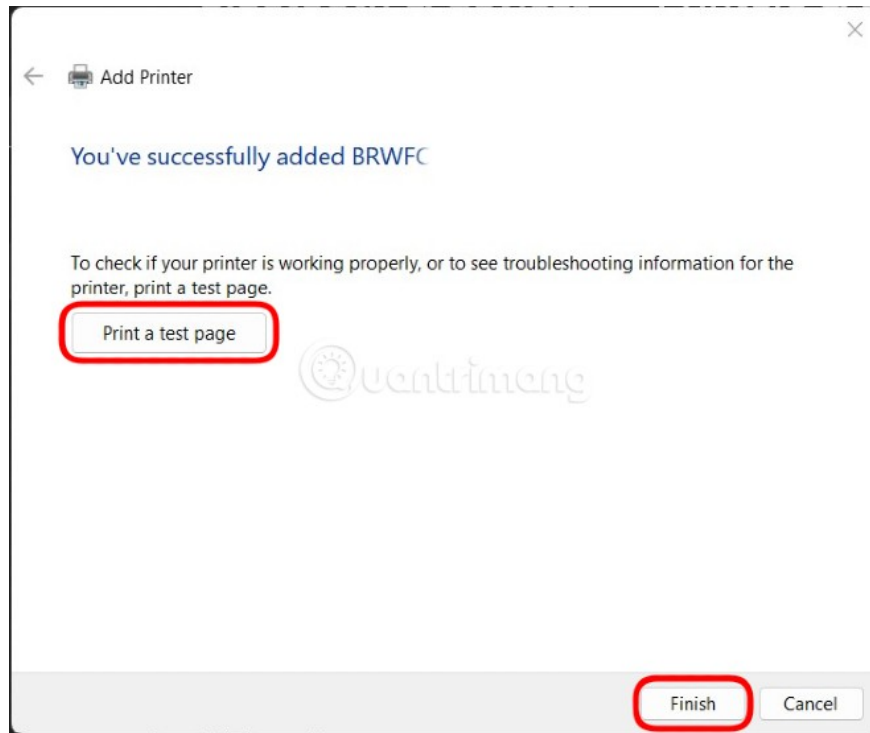 Add Printer
You've successfully added BRWFC
To check if your printer is working properly, or to see troubleshooting information for the
printer, print a test page.
Print a test page
Quantrimang
Finish
Cancel